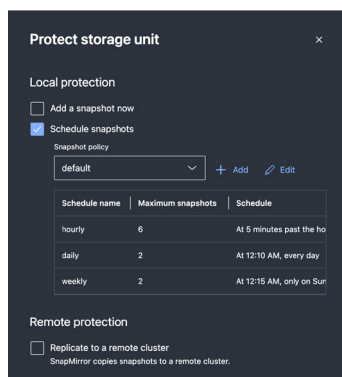 Protect storage unit
Local protection
Add a snapshot now
Schedule snapshots
Snapshot policy
default
Add
Edit
Schedule name Maximum snapshots Schedule
hourly 6 At 5 minutes past the ho
daily 2 At 12:10 AM, every day
weekly 2 At 12:15 AM, only on Sun
Remote protection
Replicate to a remote cluster
SnapMirror copies snapshots to a remote cluster.